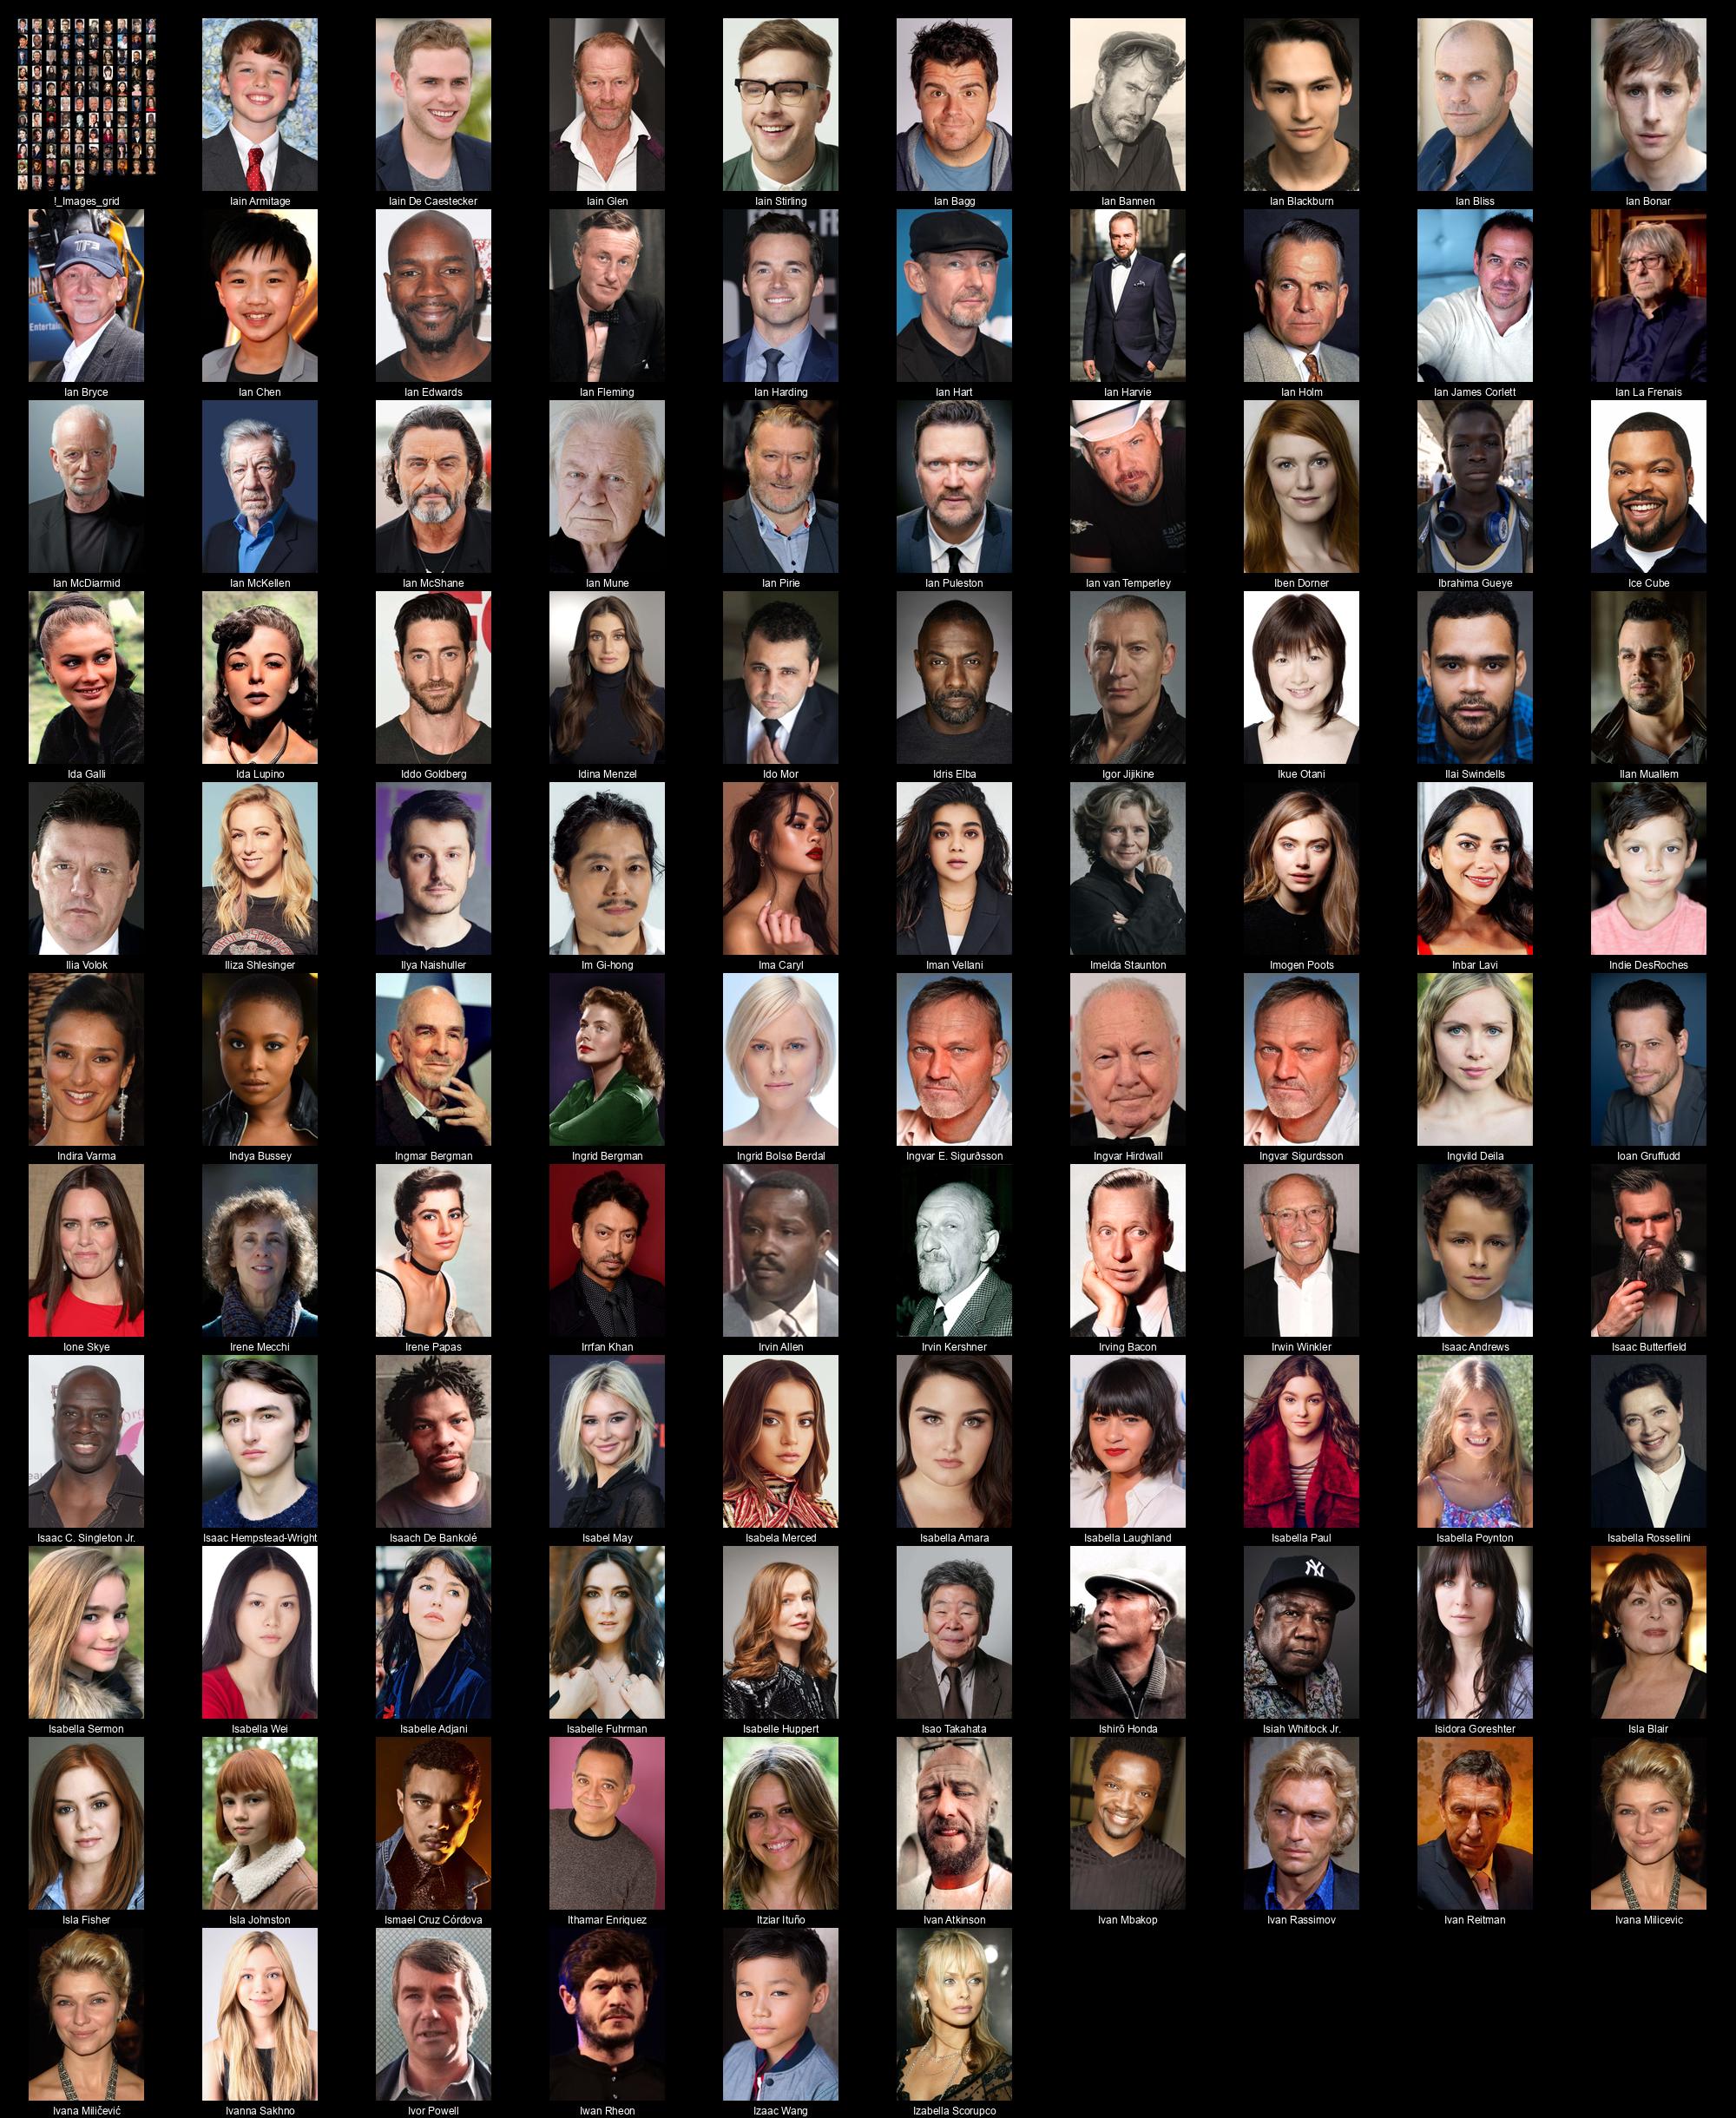 !_Images_grid
Iain Armitage
Iain De Caestecker
Iain Glen
Iain Stirling
Ian Bagg
Ian Bannen
Ian Blackburn
Ian Bliss
Ian Bonar
Ian Bryce
Ian Chen
Ian Edwards
Ian Fleming
Ian Harding
Ian Hart
Ian Harvie
Ian Holm
Ian James Corlett
Ian La Frenais
Ian McDiarmid
Ian McKellen
Ian McShane
Ian Mune
Ian Pirie
Ian Puleston
Ian van Temperley
Iben Dorner
Ibrahima Gueye
Ice Cube
Ida Galli
Ida Lupino
Iddo Goldberg
Idina Menzel
Ido Mor
Idris Elba
Igor Jijikine
Ikue Otani
Ilai Swindells
Ilan Muallem
Ilia Volok
Iliza Shlesinger
Ilya Naishuller
Im Gi-hong
Ima Caryl
Iman Vellani
Imelda Staunton
Imogen Poots
Inbar Lavi
Indie DesRoches
Indira Varma
Indya Bussey
Ingmar Bergman
Ingrid Bergman
Ingrid Bolsø Berdal
Ingvar E. Sigurðsson
Ingvar Hirdwall
Ingvar Sigurdsson
Ingvild Deila
Ioan Gruffudd
Ione Skye
Irene Mecchi
Irene Papas
Irrfan Khan
Irvin Allen
Irvin Kershner
Irving Bacon
Irwin Winkler
Isaac Andrews
Isaac Butterfield
Isaac C. Singleton Jr.
Isaac Hempstead-Wright
Isaach De Bankolé
Isabel May
Isabela Merced
Isabella Amara
Isabella Laughland
Isabella Paul
Isabella Poynton
Isabella Rossellini
Isabella Sermon
Isabella Wei
Isabelle Adjani
Isabelle Fuhrman
Isabelle Huppert
Isao Takahata
Ishirō Honda
Isiah Whitlock Jr.
Isidora Goreshter
Isla Blair
Isla Fisher
Isla Johnston
Ismael Cruz Córdova
Ithamar Enriquez
Itziar Ituño
Ivan Atkinson
Ivan Mbakop
Ivan Rassimov
Ivan Reitman
Ivana Milicevic
Ivana Miličević
Ivanna Sakhno
Ivor Powell
Iwan Rheon
Izaac Wang
Izabella Scorupco